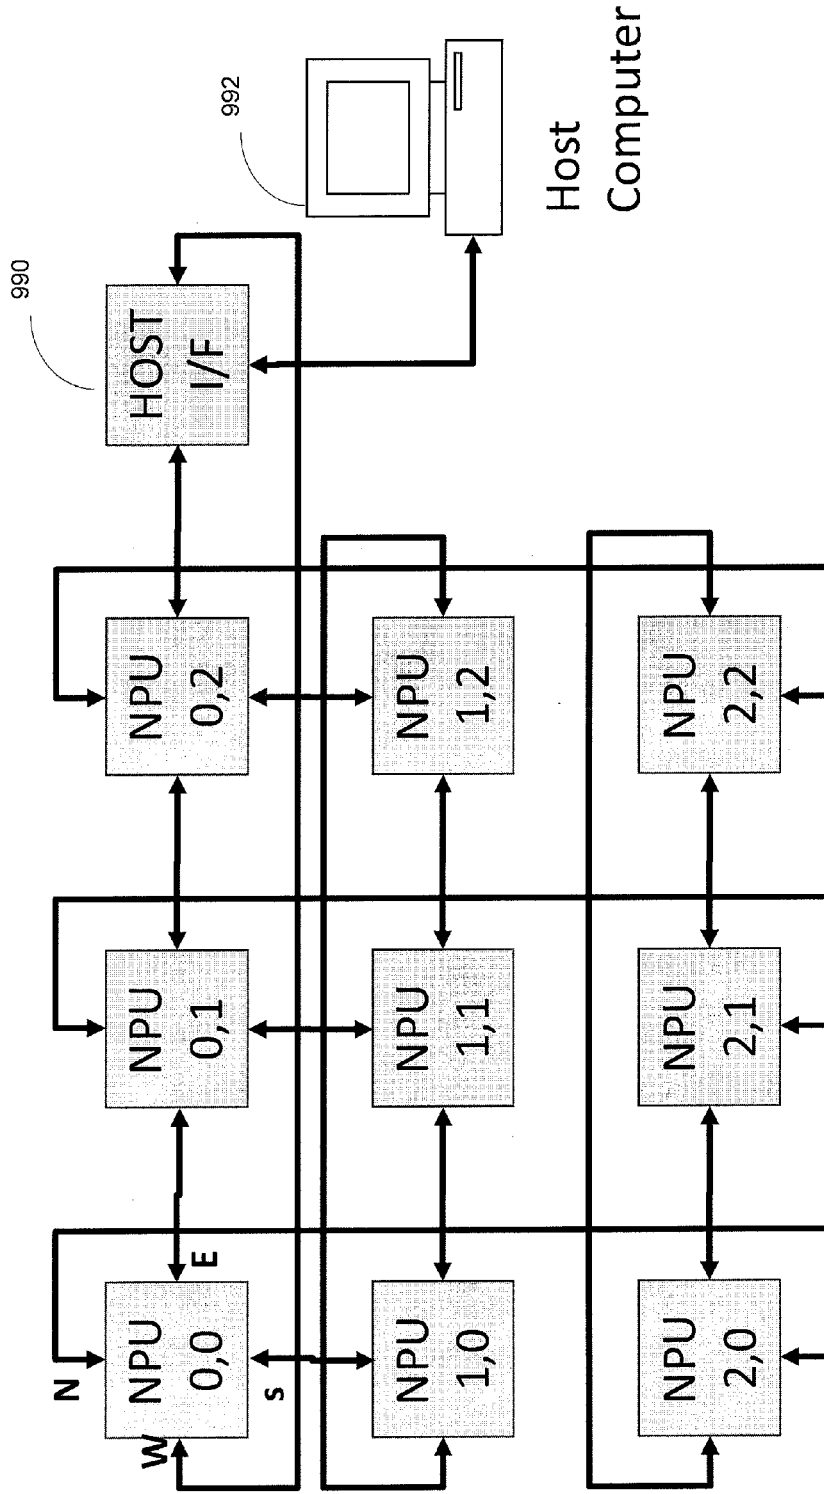 992
990
Host
Computer
HOST
I/F
NPU
0,2
NPU
1,2
NPU
2,2
NPU
0,1
NPU
1,1
NPU
2,1
N
E
W
S
NPU
0,0
NPU
1,0
NPU
2,0